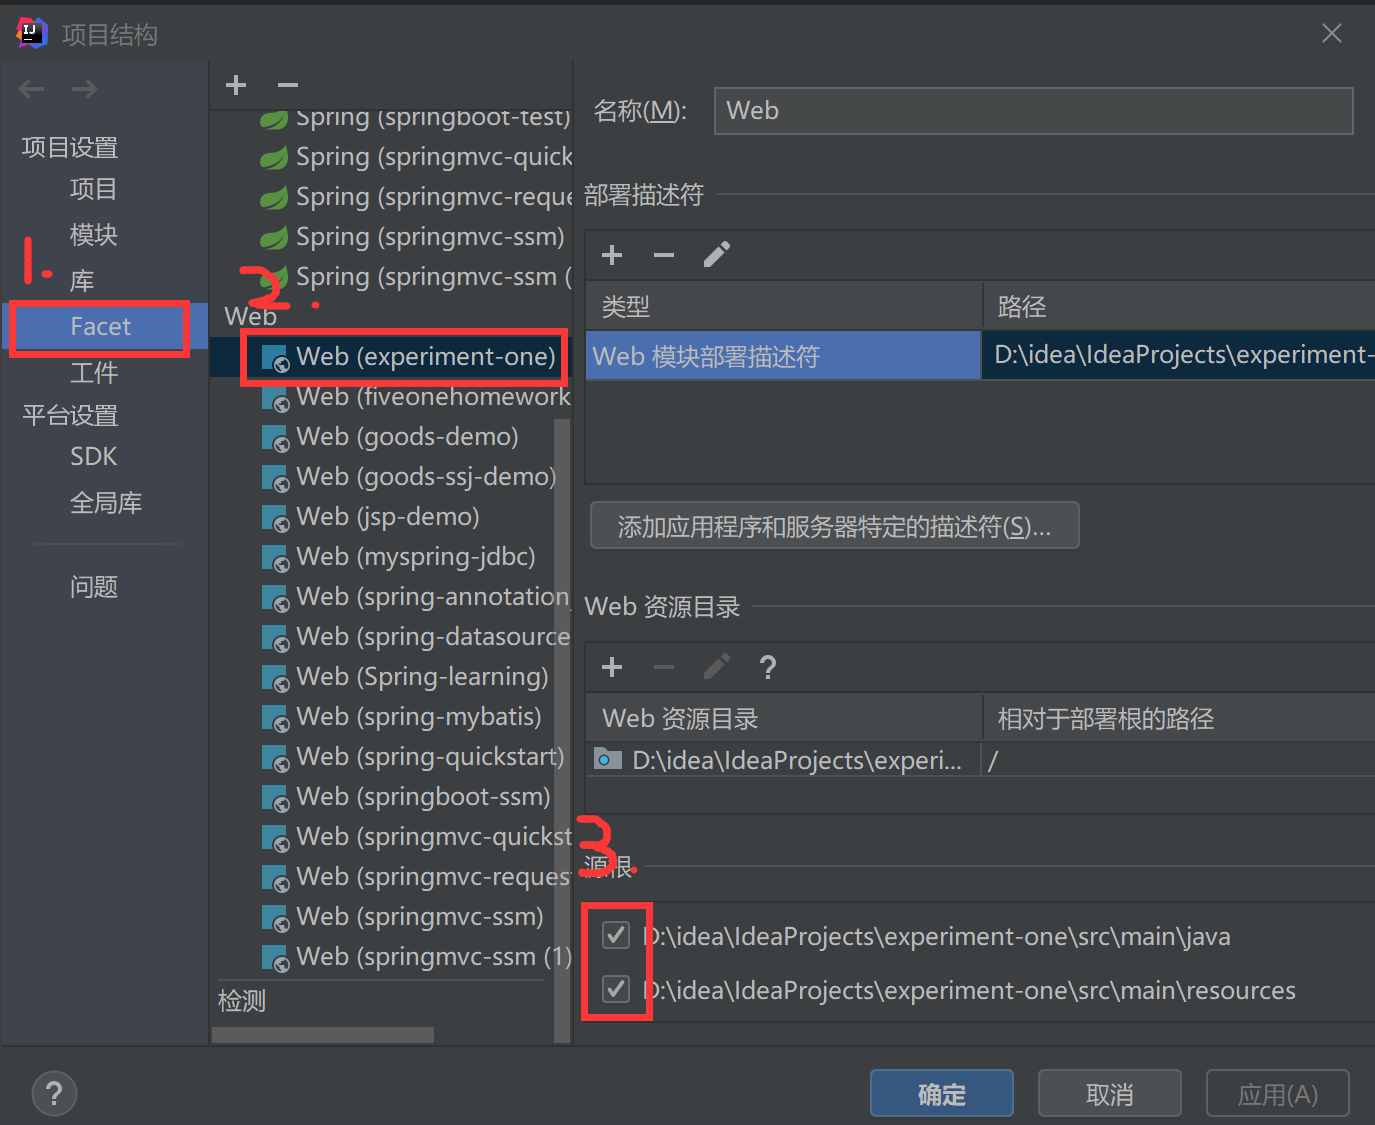 项目结构
项目设置
项目
模块
1.
库
Facet
工件
平台设置
SDK
全局库
问题
Spring (springboot-test)
Spring (springmvc-quick
Spring (springmvc-reque
Spring (springmvc-ssm)
Spring (springmvc-ssm (
2.
Web
Web (experiment-one)
Web (fiveonehomework
Web (goods-demo)
Web (goods-ssj-demo)
Web (jsp-demo)
Web (myspring-jdbc)
Web (spring-annotation_
Web (spring-datasource
Web (Spring-learning)
Web (spring-mybatis)
Web (spring-quickstart)
Web (springboot-ssm)
Web (springmvc-quickst
Web (springmvc-request
Web (springmvc-ssm)
Web (springmvc-ssm (1)
检测
名称(M): Web
部署描述符
类型 路径
Web 模块部署描述符 D:\idea\IdeaProjects\experiment-
添加应用程序和服务器特定的描述符(S)...
Web 资源目录
?
Web 资源目录 相对于部署根的路径
D:\idea\IdeaProjects\experi... /
3.
源根
D:\idea\IdeaProjects\experiment-one\src\main\java
D:\idea\IdeaProjects\experiment-one\src\main\resources
? 确定 取消 应用(A)